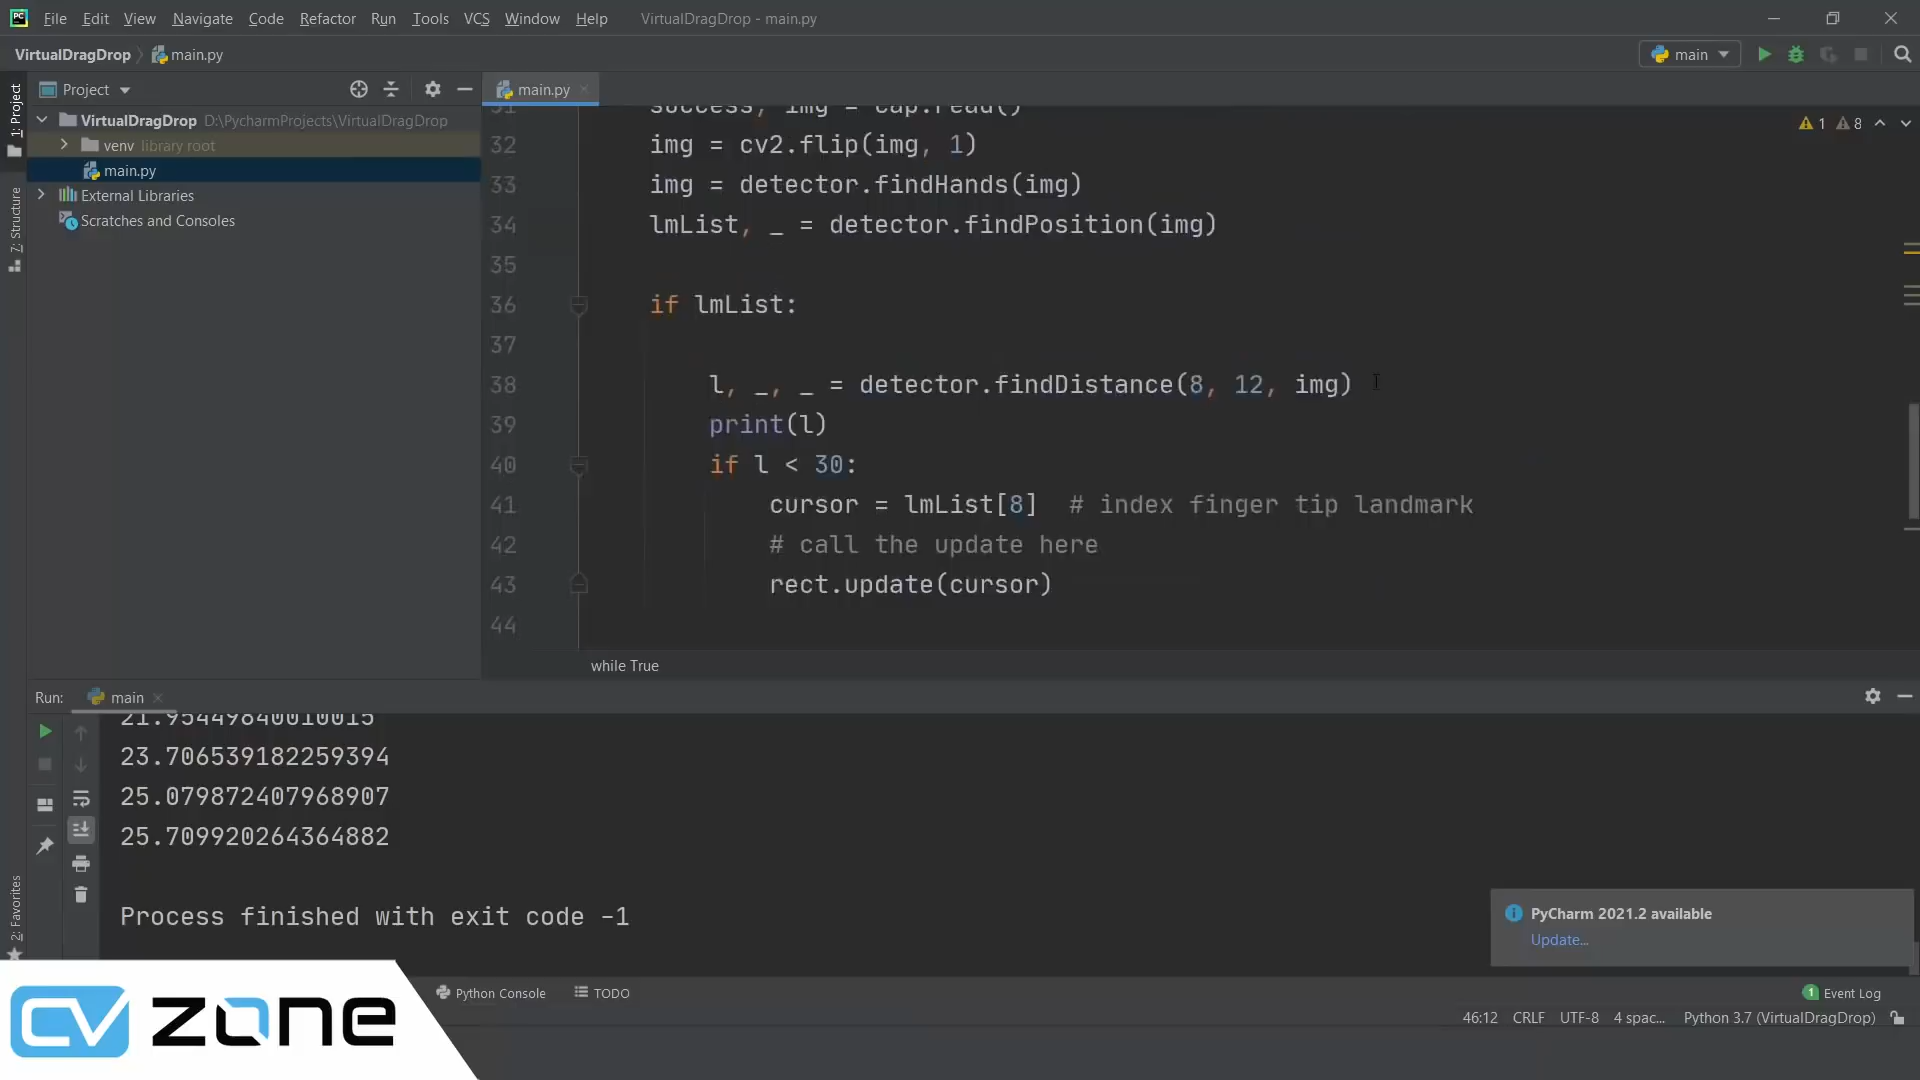 File Edit View Navigate Code Refactor Run Tools VCS Window Help VirtualDragDrop - main.py
VirtualDragDrop main.py main
Project main.py
VirtualDragDrop D:\PycharmProjects\VirtualDragDrop
venv library root
main.py
External Libraries
Scratches and Consoles
1: Project
7: Structure
2: Favorites
1 8
31 success, img = cap.read()
32 img = cv2.flip(img, 1)
33 img = detector.findHands(img)
34 lmList, _ = detector.findPosition(img)
35
36 if lmList:
37
38 l, _, _ = detector.findDistance(8, 12, img)
39 print(l)
40 if l < 30:
41 cursor = lmList[8] # index finger tip landmark
42 # call the update here
43 rect.update(cursor)
44
while True
Run: main
21.95449840010015
23.706539182259394
25.079872407968907
25.709920264364882
Process finished with exit code -1
PyCharm 2021.2 available
Update...
Python Console TODO 1 Event Log
46:12 CRLF UTF-8 4 spac... Python 3.7 (VirtualDragDrop)
CV zone